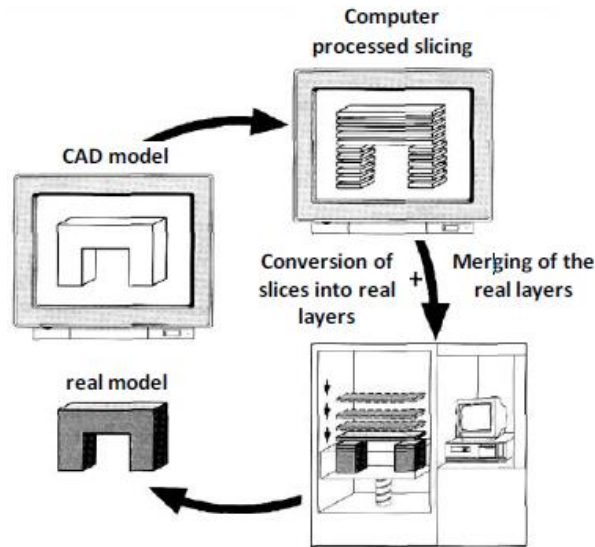 Computer
processed slicing
CAD model
Conversion of
slices into real
layers
+
Merging of the
real layers
real model